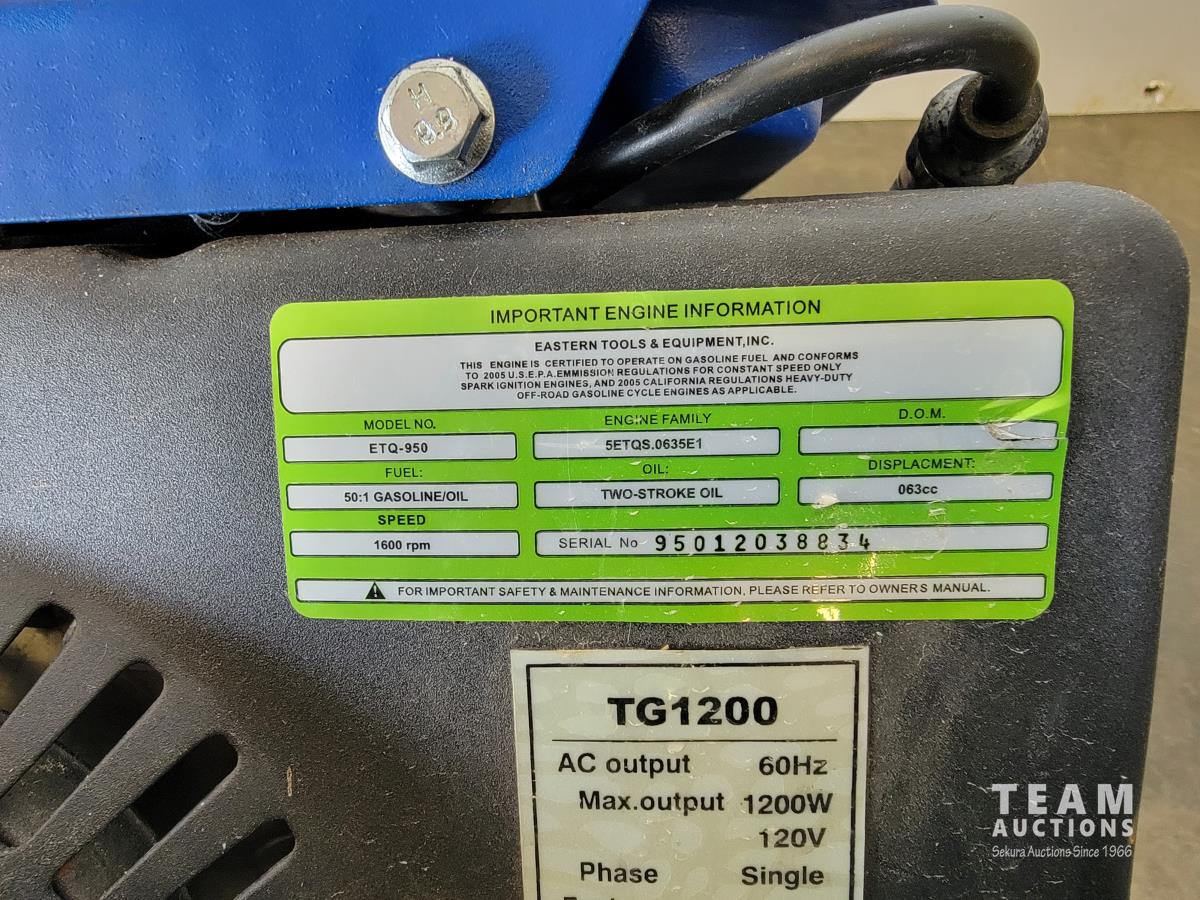 H
9.9
IMPORTANT ENGINE INFORMATION
EASTERN TOOLS & EQUIPMENT,INC.
THIS ENGINE IS CERTIFIED TO OPERATE ON GASOLINE FUEL AND CONFORMS
TO 2005 U.S.E.P.A.EMMISSION REGULATIONS FOR CONSTANT SPEED ONLY
SPARK IGNITION ENGINES, AND 2005 CALIFORNIA REGULATIONS HEAVY-DUTY
OFF-ROAD GASOLINE CYCLE ENGINES AS APPLICABLE.
MODEL NO. ENGINE FAMILY D.O.M.
ETQ-950 5ETQS.0635E1
FUEL: OIL: DISPLACMENT:
50:1 GASOLINE/OIL TWO-STROKE OIL 063cc
SPEED
1600 rpm SERIAL No 95012038834
FOR IMPORTANT SAFETY & MAINTENANCE INFORMATION, PLEASE REFER TO OWNERS MANUAL.
TG1200
AC output 60Hz
Max.output 1200W
120V
Phase Single
TEAM
AUCTIONS
Sekura Auctions Since 1966